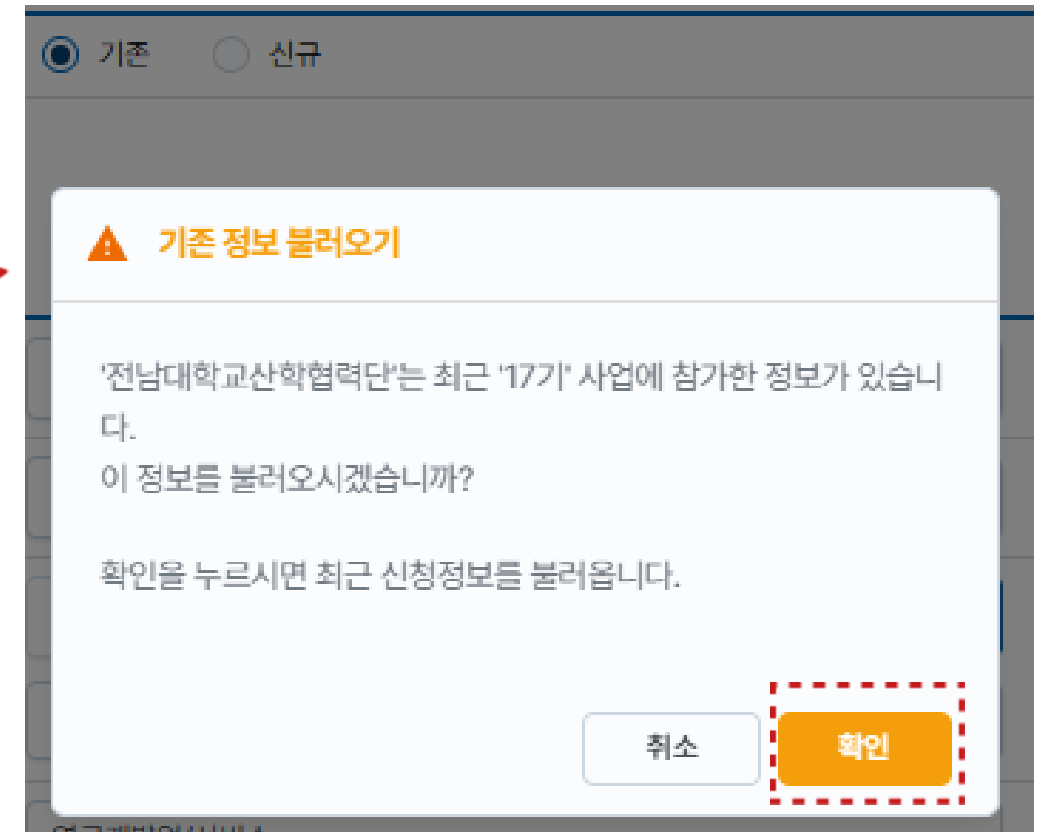 기존 신규
기존 정보 불러오기
'전남대학교산학협력단'는 최근 '17기' 사업에 참가한 정보가 있습니
다.
이 정보를 불러오시겠습니까?
확인을 누르시면 최근 신청정보를 불러옵니다.
취소 확인